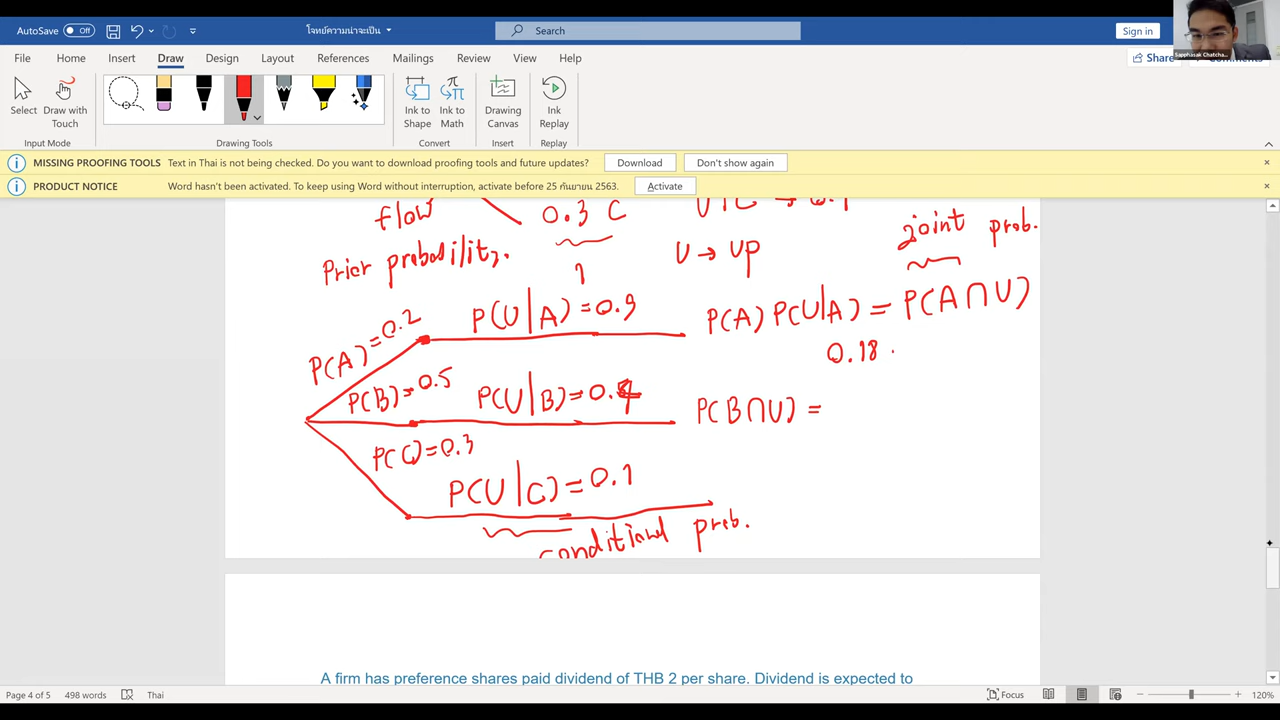 AutoSave Off
โจทย์ความน่าจะเป็น
Search
Sign in
File Home Insert Draw Design Layout References Mailings Review View Help
Share Comments
Sapphasak Chatcha...
Select
Draw with Touch
Ink to Shape
Ink to Math
Drawing Canvas
Ink Replay
Input Mode Drawing Tools Convert Insert Replay
MISSING PROOFING TOOLS Text in Thai is not being checked. Do you want to download proofing tools and future updates? Download Don't show again
PRODUCT NOTICE Word hasn't been activated. To keep using Word without interruption, activate before 25 กันยายน 2563. Activate
flow 0.3 C
joint prob.
Prior probability. 1 U → UP
P(A)=0.2 P(U|A)=0.9 P(A) P(U|A) = P(A∩U)
0.18
P(B)=0.5 P(U|B)=0.4 P(B∩U) =
P(C)=0.3
P(U|C)=0.1
conditional prob.
A firm has preference shares paid dividend of THB 2 per share. Dividend is expected to
Page 4 of 5 498 words Thai Focus 120%